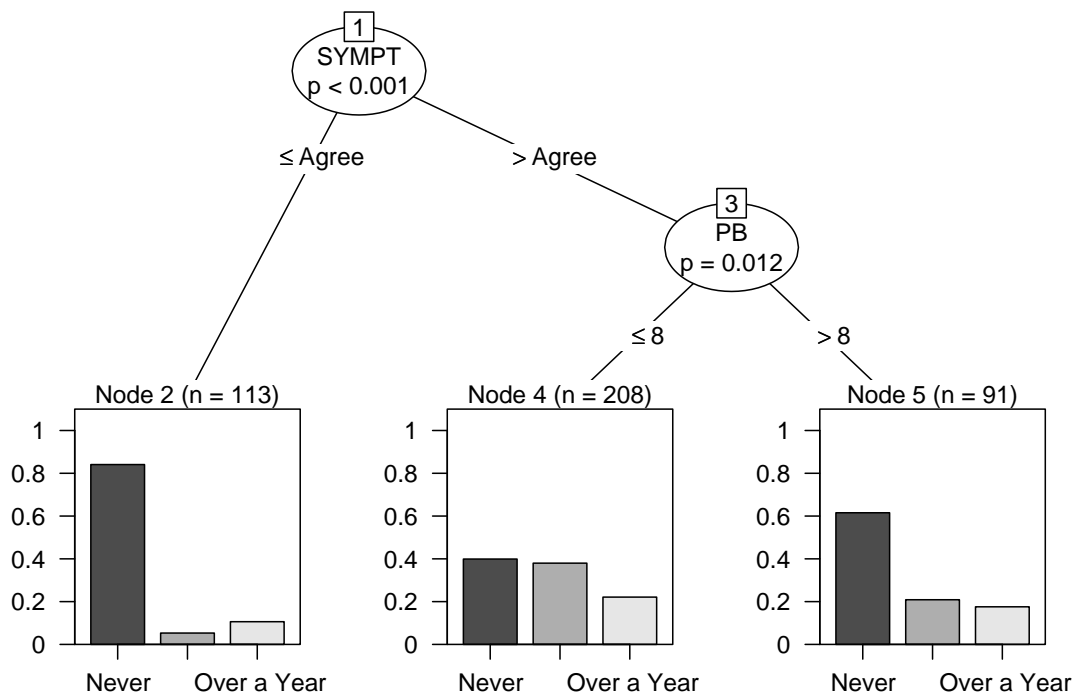 1
SYMPT
p < 0.001
≤ Agree
> Agree
3
PB
p = 0.012
≤ 8
> 8
Node 2 (n = 113)
Never
Over a Year
0
0.2
0.4
0.6
0.8
1
Node 4 (n = 208)
Never
Over a Year
0
0.2
0.4
0.6
0.8
1
Node 5 (n = 91)
Never
Over a Year
0
0.2
0.4
0.6
0.8
1